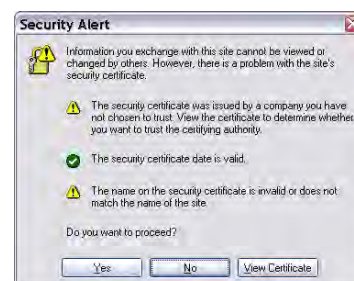 Security Alert
Information you exchange with this site cannot be viewed or
changed by others. However, there is a problem with the site's
security certificate.
The security certificate was issued by a company you have
not chosen to trust. View the certificate to determine whether
you want to trust the certifying authority.
The security certificate date is valid.
The name on the security certificate is invalid or does not
match the name of the site.
Do you want to proceed?
Yes
No
View Certificate